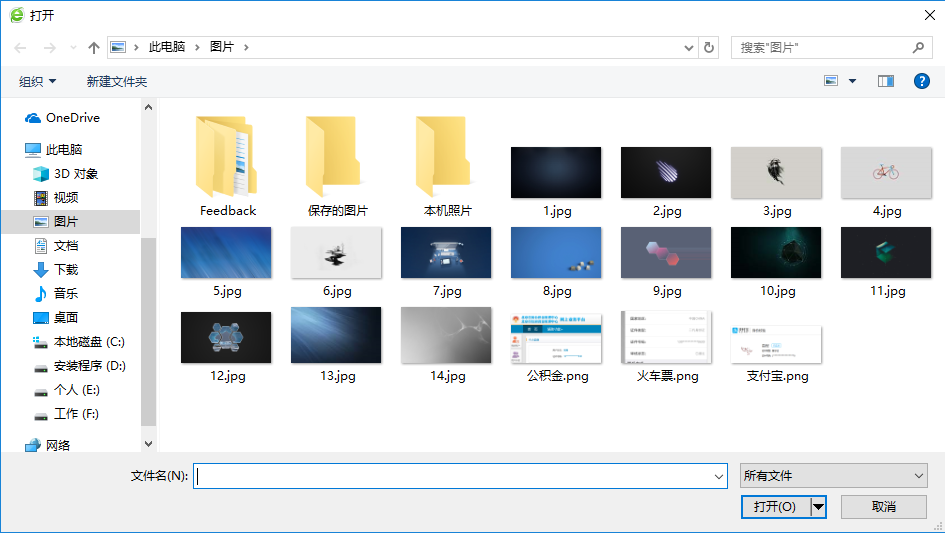 打开
此电脑
图片
搜索"图片"
组织
新建文件夹
OneDrive
此电脑
3D 对象
视频
图片
文档
下载
音乐
桌面
本地磁盘 (C:)
安装程序 (D:)
个人 (E:)
工作 (F:)
网络
Feedback 保存的图片 本机照片 1.jpg 2.jpg 3.jpg 4.jpg
5.jpg 6.jpg 7.jpg 8.jpg 9.jpg 10.jpg 11.jpg
12.jpg 13.jpg 14.jpg 公积金.png 火车票.png 支付宝.png
文件名(N):
所有文件
打开(O)
取消